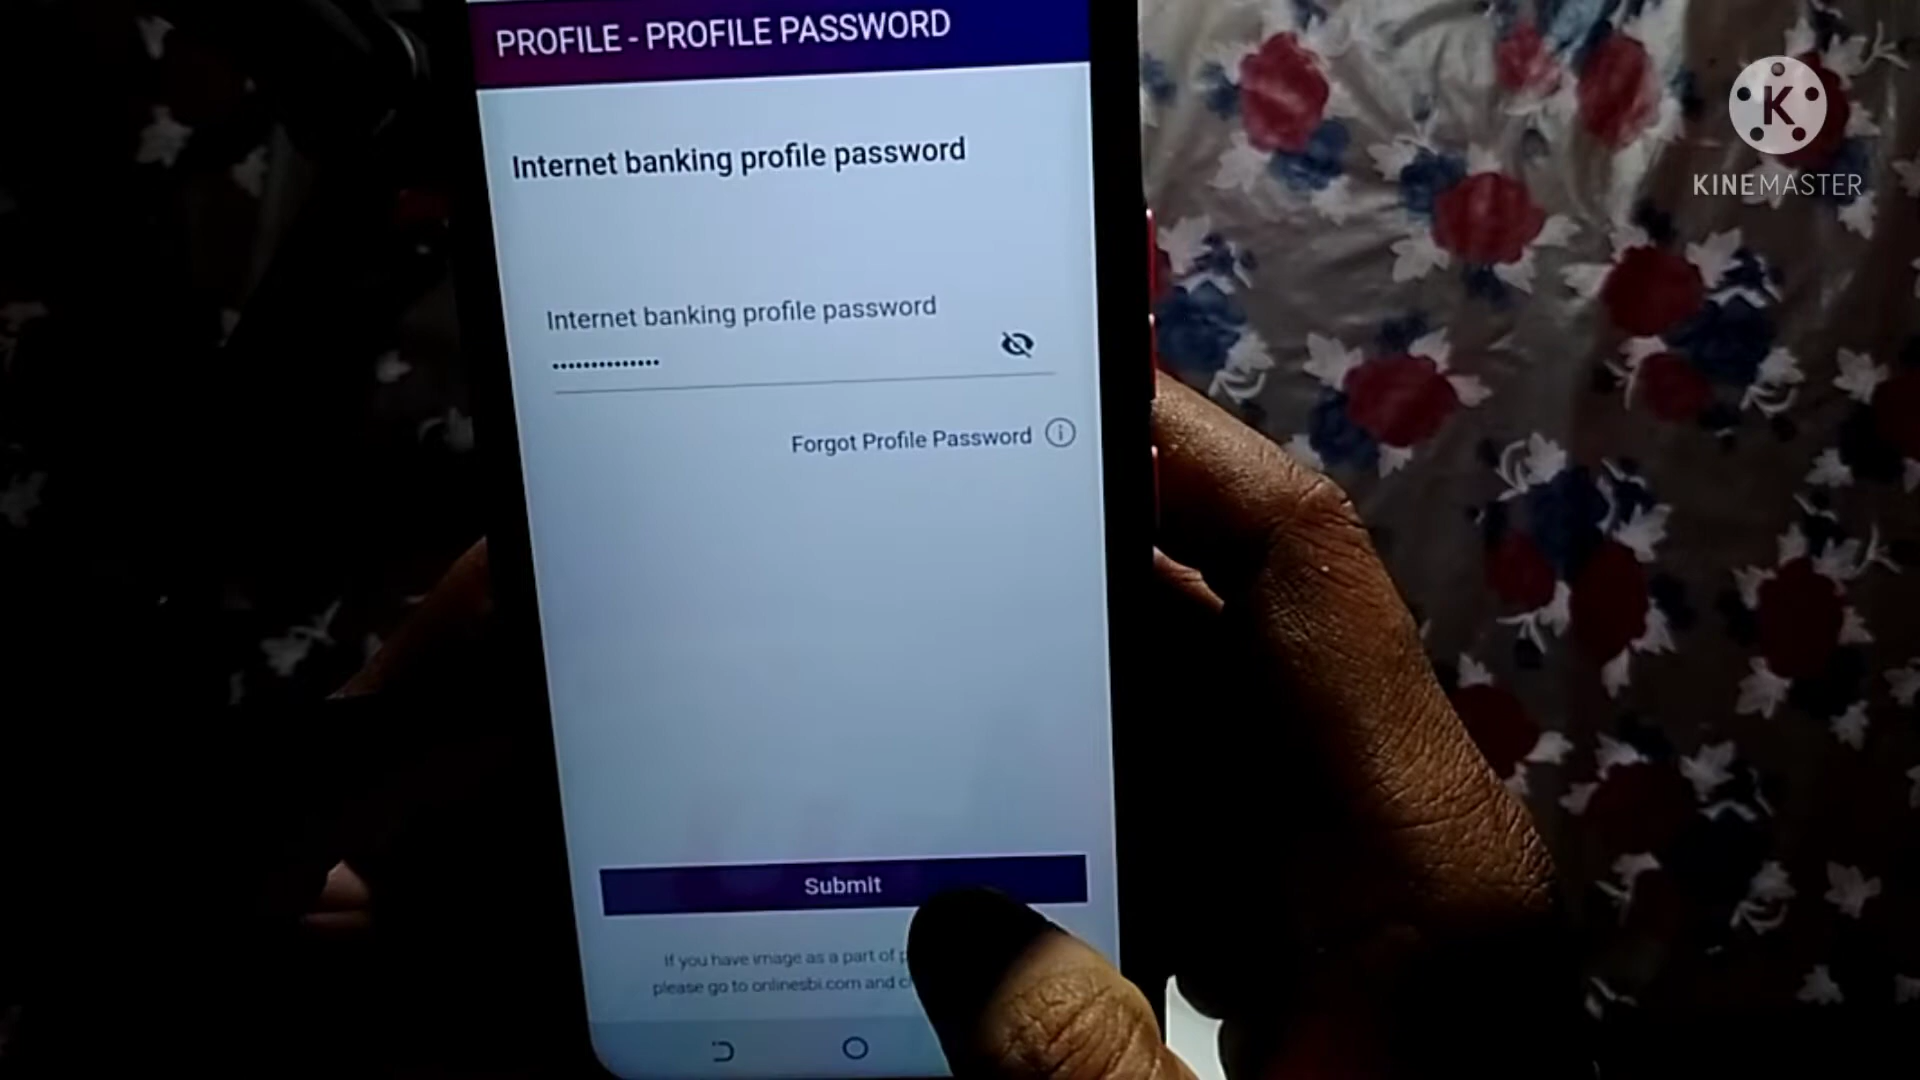 PROFILE - PROFILE PASSWORD
K
KINEMASTER
Internet banking profile password
Internet banking profile password
Forgot Profile Password
Submit
If you have image as a part of
please go to onlinesbi.com and